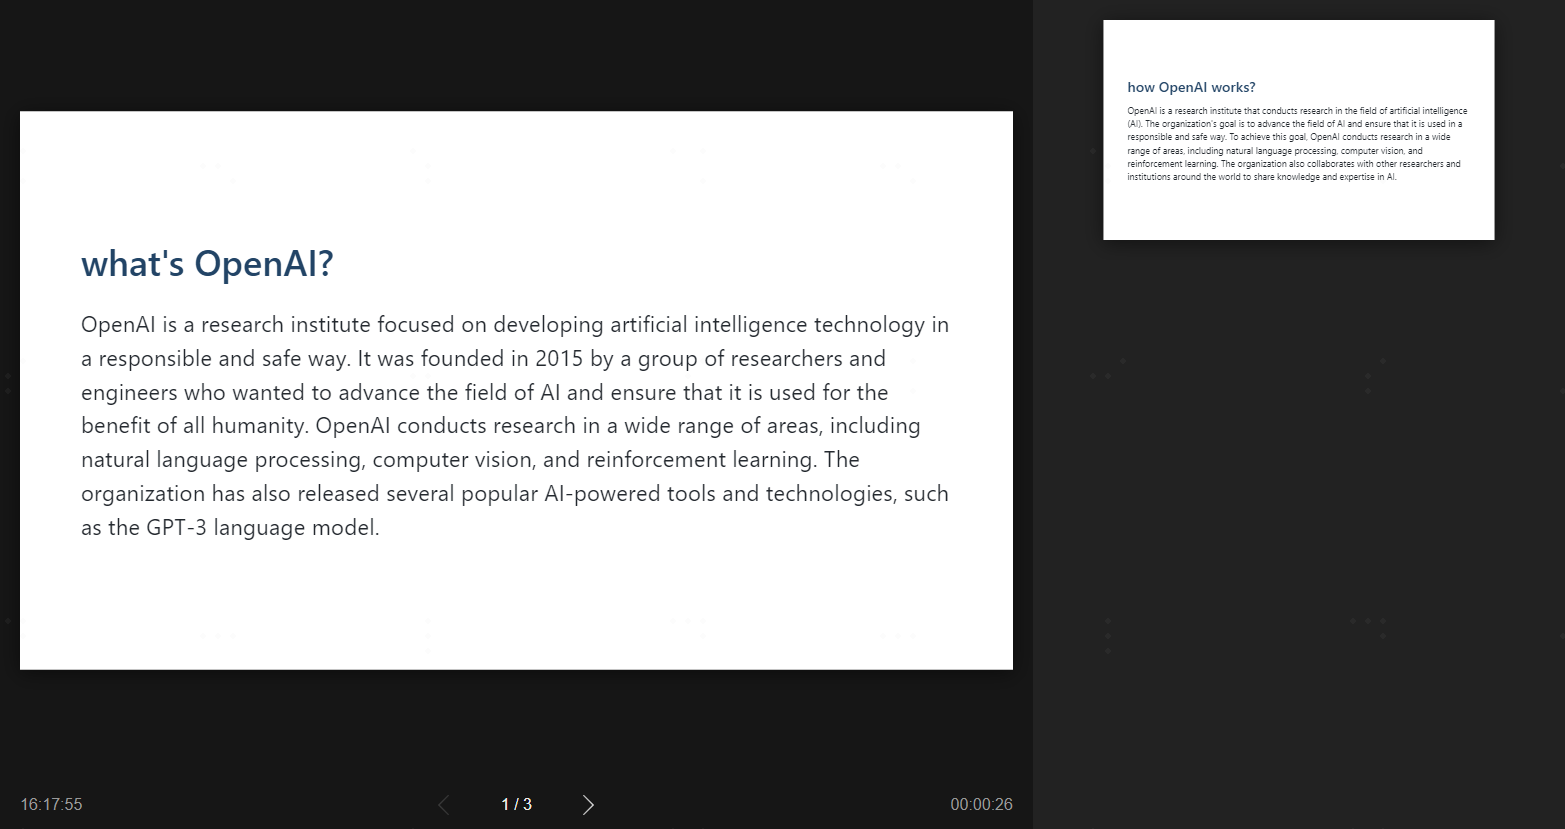 what's OpenAI?
OpenAI is a research institute focused on developing artificial intelligence technology in
a responsible and safe way. It was founded in 2015 by a group of researchers and
engineers who wanted to advance the field of AI and ensure that it is used for the
benefit of all humanity. OpenAI conducts research in a wide range of areas, including
natural language processing, computer vision, and reinforcement learning. The
organization has also released several popular AI-powered tools and technologies, such
as the GPT-3 language model.
16:17:55
1 / 3
00:00:26
how OpenAI works?
OpenAI is a research institute that conducts research in the field of artificial intelligence
(AI). The organization's goal is to advance the field of AI and ensure that it is used in a
responsible and safe way. To achieve this goal, OpenAI conducts research in a wide
range of areas, including natural language processing, computer vision, and
reinforcement learning. The organization also collaborates with other researchers and
institutions around the world to share knowledge and expertise in AI.